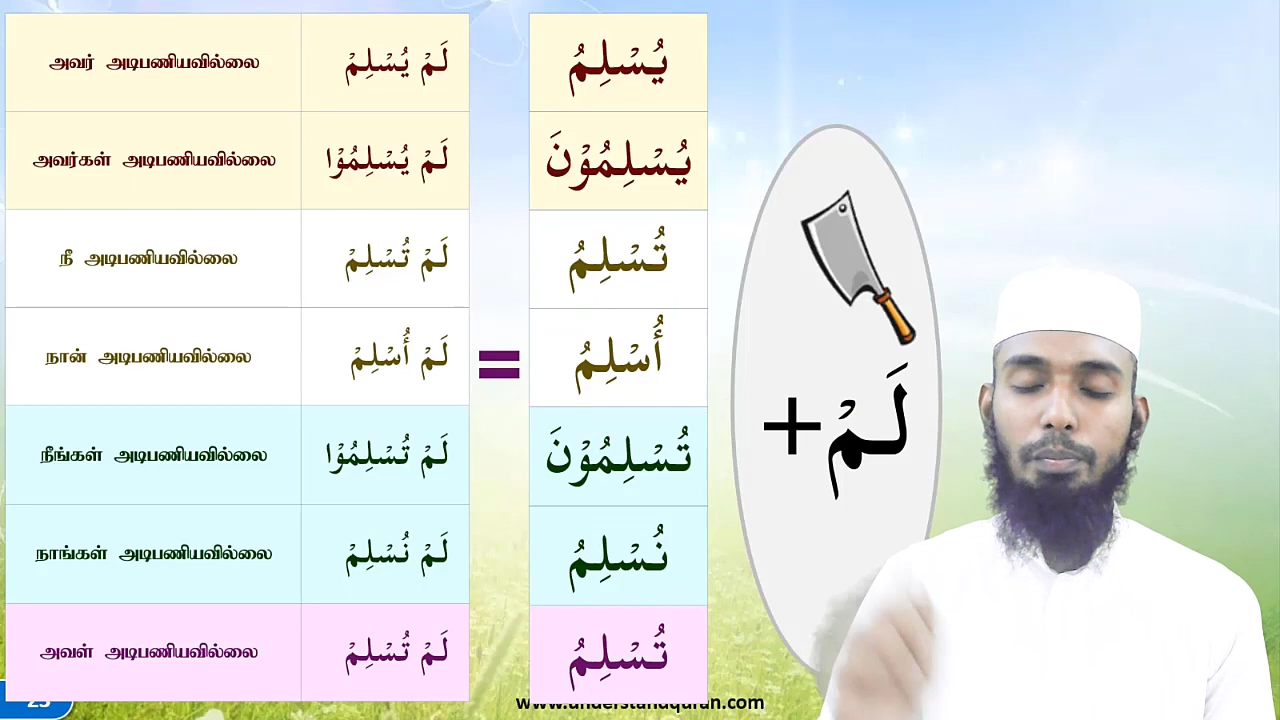 அவர் அடிபணியவில்லை لَمْ يُسْلِمْ يُسْلِمُ
அவர்கள் அடிபணியவில்லை لَمْ يُسْلِمُوْا يُسْلِمُوْنَ
நீ அடிபணியவில்லை لَمْ تُسْلِمْ تُسْلِمُ
நான் அடிபணியவில்லை لَمْ أُسْلِمْ = أُسْلِمُ
+ لَمْ
நீங்கள் அடிபணியவில்லை لَمْ تُسْلِمُوْا تُسْلِمُوْنَ
நாங்கள் அடிபணியவில்லை لَمْ نُسْلِمْ نُسْلِمُ
அவள் அடிபணியவில்லை لَمْ تُسْلِمْ تُسْلِمُ
www.understandquran.com